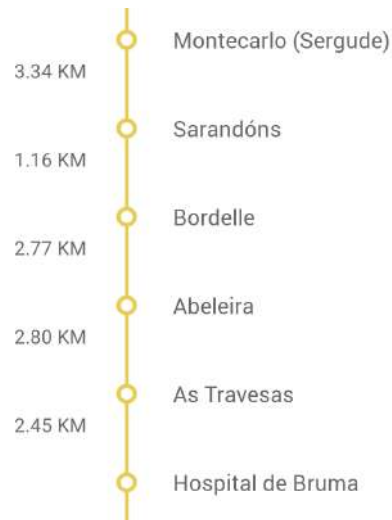 Montecarlo (Sergude)
3.34 KM
Sarandóns
1.16 KM
Bordelle
2.77 KM
Abeleira
2.80 KM
As Travesas
2.45 KM
Hospital de Bruma